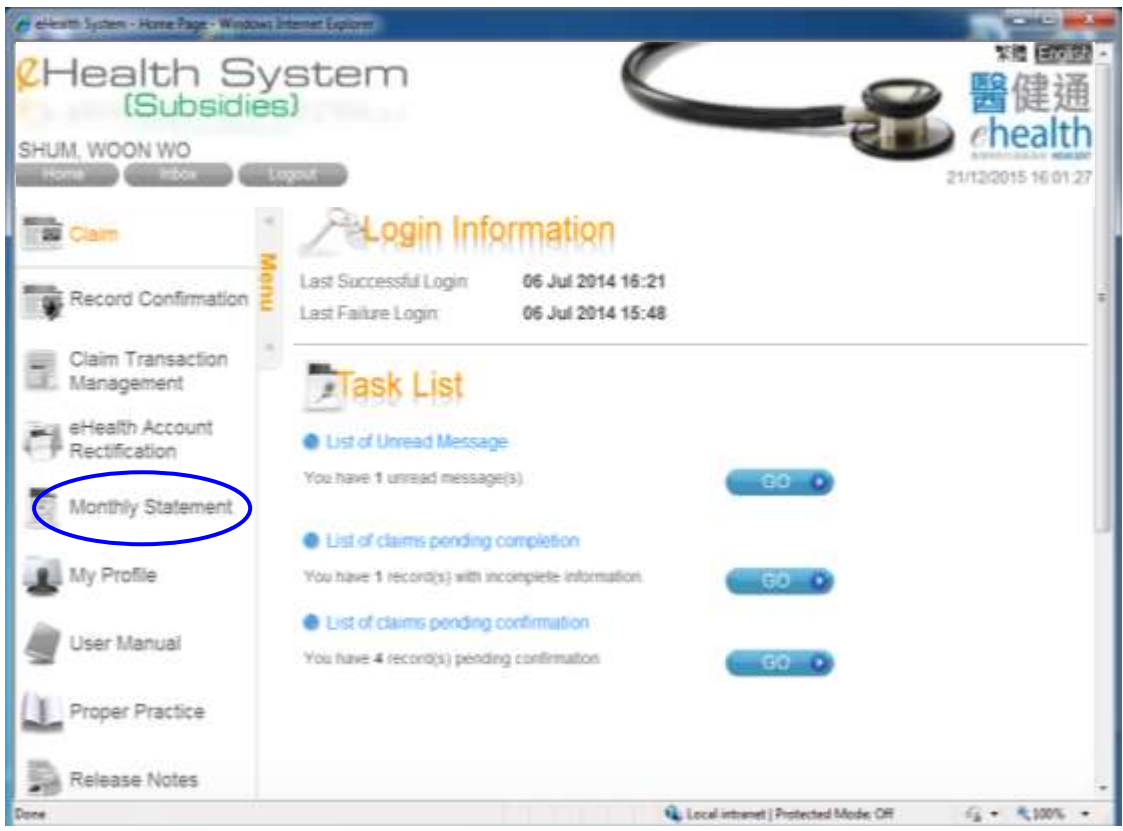 eHealth System - Home Page - Windows Internet Explorer
eHealth System
(Subsidies)
繁體 English
醫健通
ehealth
SHUM, WOON WO
Home Inbox Logout
21/12/2015 16:01:27
Claim
Record Confirmation
Claim Transaction
Management
eHealth Account
Rectification
Monthly Statement
My Profile
User Manual
Proper Practice
Release Notes
Menu
Login Information
Last Successful Login: 06 Jul 2014 16:21
Last Failure Login: 06 Jul 2014 15:48
Task List
List of Unread Message
You have 1 unread message(s). GO
List of claims pending completion
You have 1 record(s) with incomplete information. GO
List of claims pending confirmation
You have 4 record(s) pending confirmation GO
Done Local intranet | Protected Mode: Off 100%